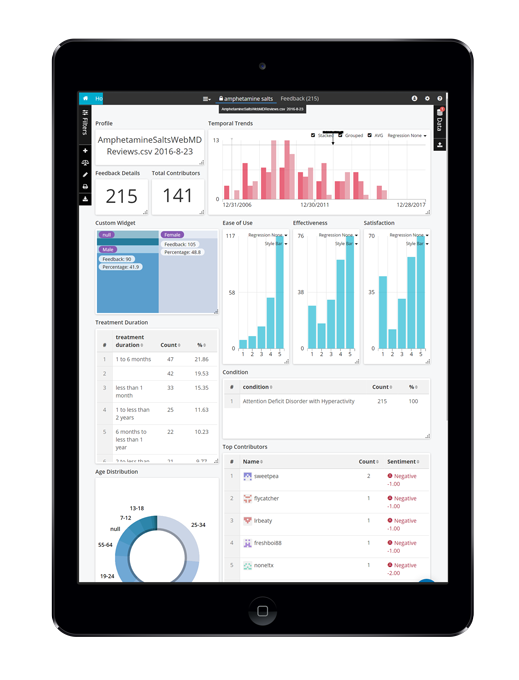 Ho
amphetamine salts
Feedback (215)
AmphetamineSaltsWebMDReviews.csv 2016-8-23
Filters
Data
Profile
AmphetamineSaltsWebMD
Reviews.csv 2016-8-23
Feedback Details
Total Contributors
215
141
Temporal Trends
Stacked Grouped AVG Regression None
13
0
12/31/2006 12/30/2011 12/28/2017
Custom Widget
null
Male
Feedback: 90
Percentage: 41.9
Female
Feedback: 105
Percentage: 48.8
Ease of Use
117 Regression None
Style Bar
58
0
1 2 3 4 5
Effectiveness
76 Regression None
Style Bar
38
0
1 2 3 4 5
Satisfaction
70 Regression None
Style Bar
35
0
1 2 3 4 5
Treatment Duration
# treatment duration Count %
1 1 to 6 months 47 21.86
2 42 19.53
3 less than 1 month 33 15.35
4 1 to less than 2 years 25 11.63
5 6 months to less than 1 year 22 10.23
6 2 to less than 21 9.77
Condition
# condition Count %
1 Attention Deficit Disorder with Hyperactivity 215 100
Top Contributors
# Name Count Sentiment
1 sweetpea 2 Negative -1.00
2 flycatcher 1 Negative -1.00
3 lrbeaty 1 Negative -1.00
4 freshboi88 1 Negative -1.00
5 noneltx 1 Negative -2.00
Age Distribution
13-18
7-12
null
55-64
19-24
25-34